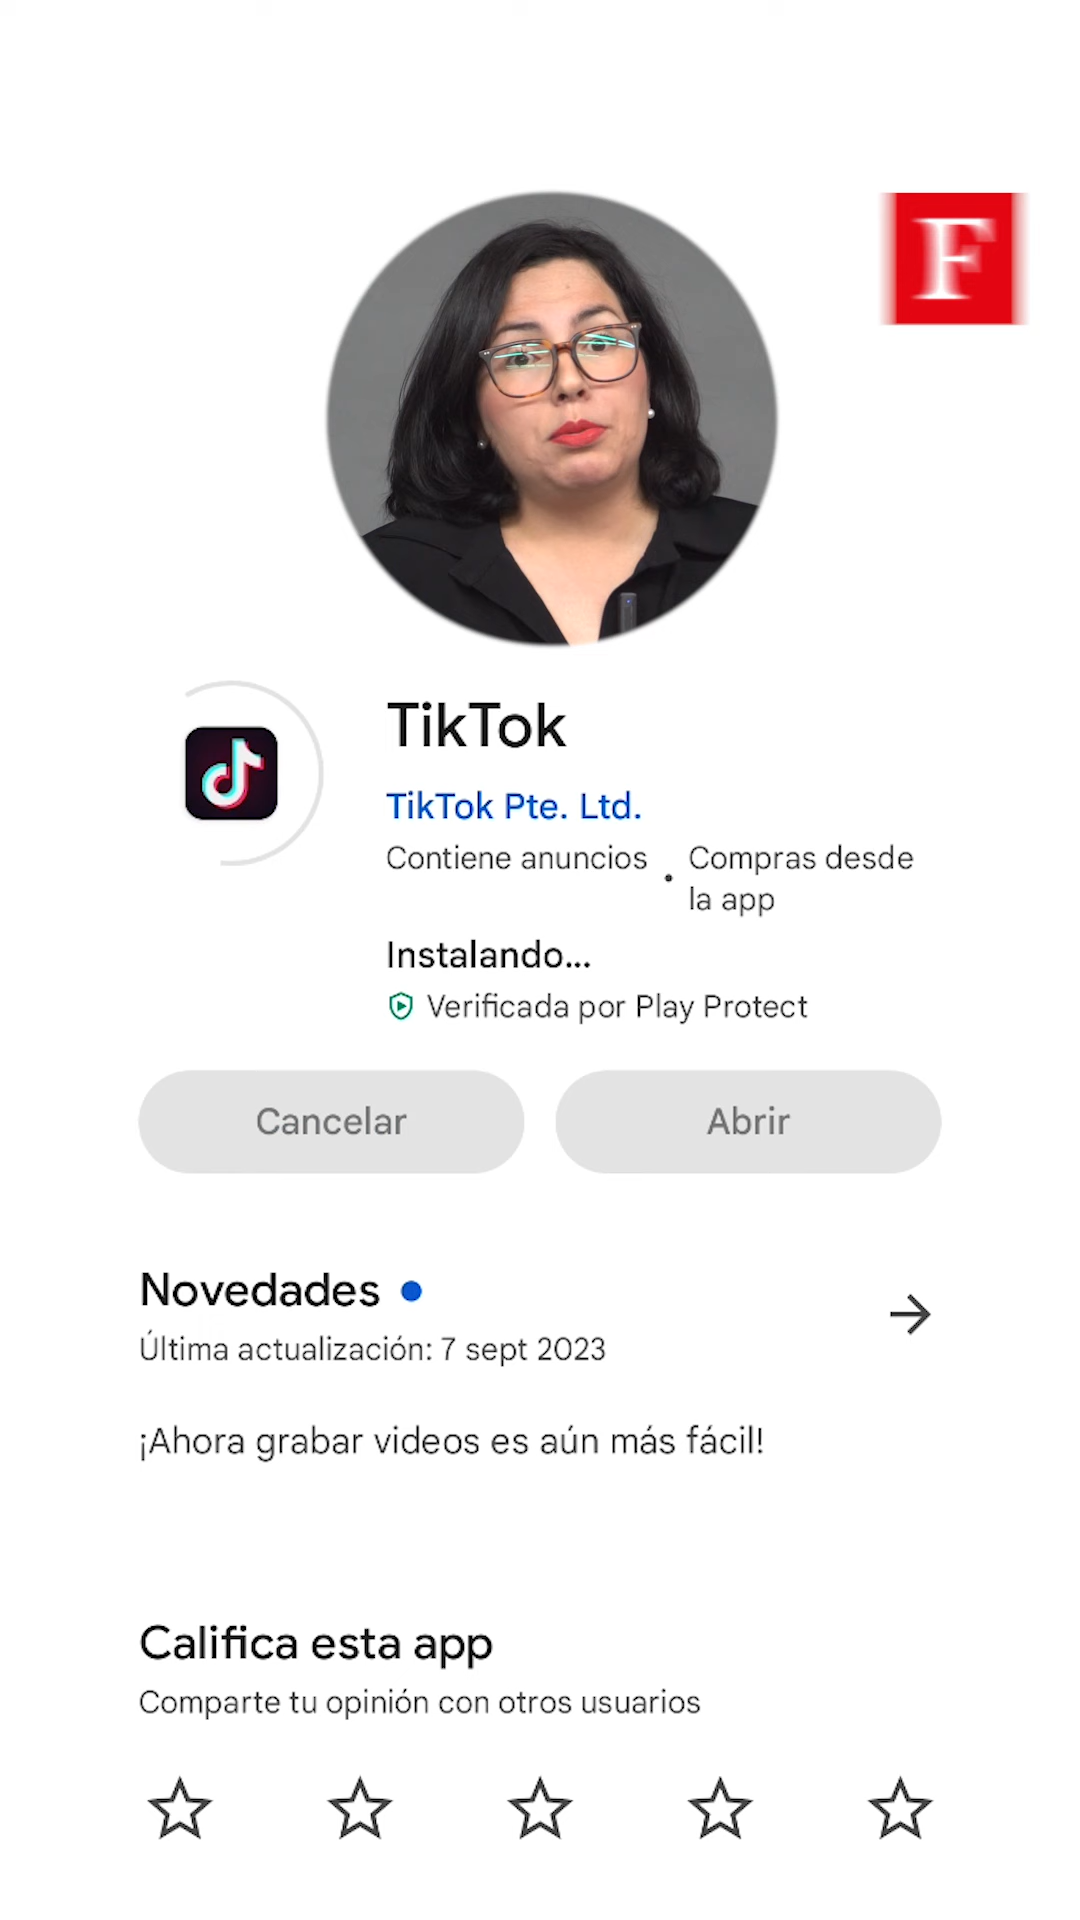 F
TikTok
TikTok Pte. Ltd.
Contiene anuncios • Compras desde
la app
Instalando...
Verificada por Play Protect
Cancelar
Abrir
Novedades
Última actualización: 7 sept 2023
¡Ahora grabar videos es aún más fácil!
Califica esta app
Comparte tu opinión con otros usuarios